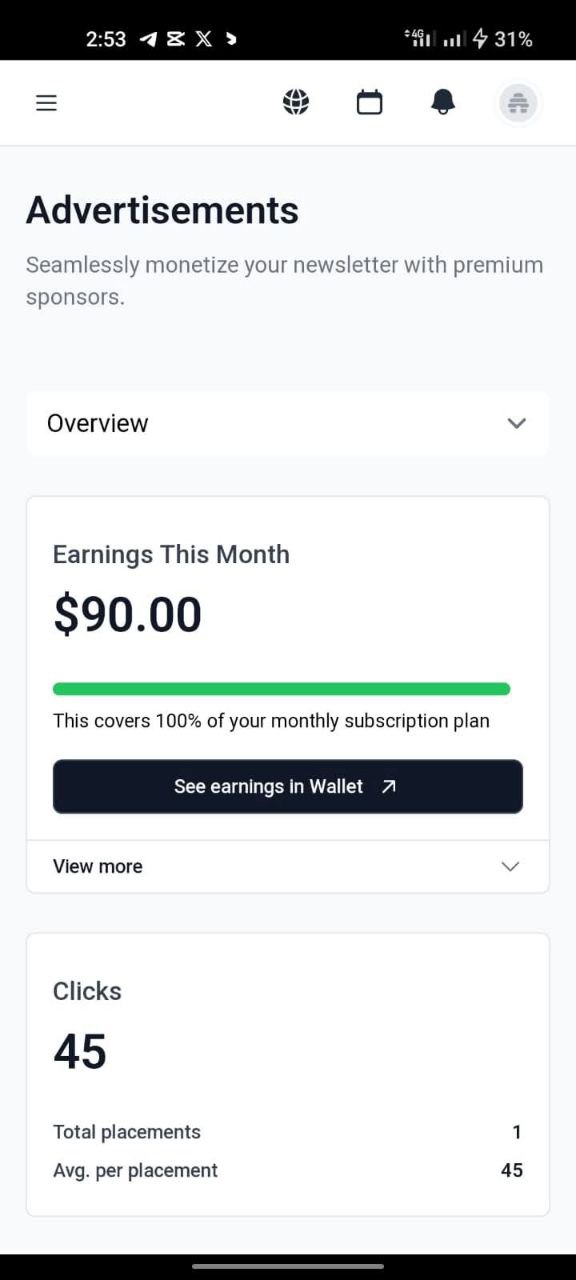 2:53
4G
31%
Advertisements
Seamlessly monetize your newsletter with premium
sponsors.
Overview
Earnings This Month
$90.00
This covers 100% of your monthly subscription plan
See earnings in Wallet
View more
Clicks
45
Total placements 1
Avg. per placement 45